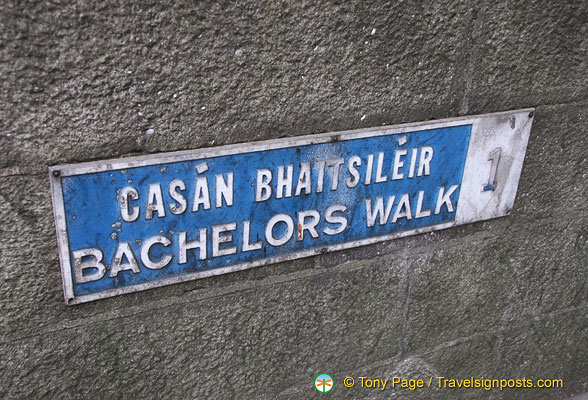 CASÁN BHAITSILÉIR
BACHELORS WALK
1
© Tony Page / Travelsignposts.com